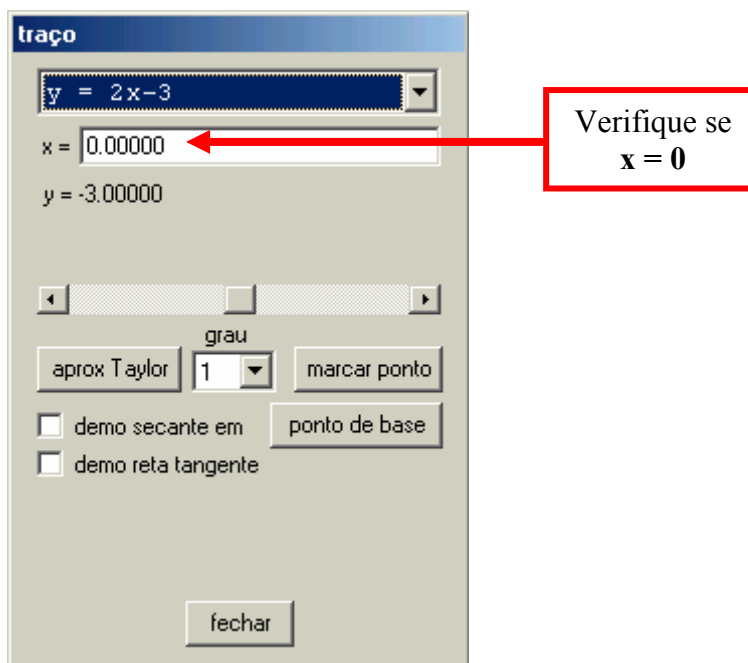 traço
y = 2x-3
x = 0.00000
y = -3.00000
grau
aprox Taylor 1 marcar ponto
demo secante em ponto de base
demo reta tangente
fechar
Verifique se
x = 0